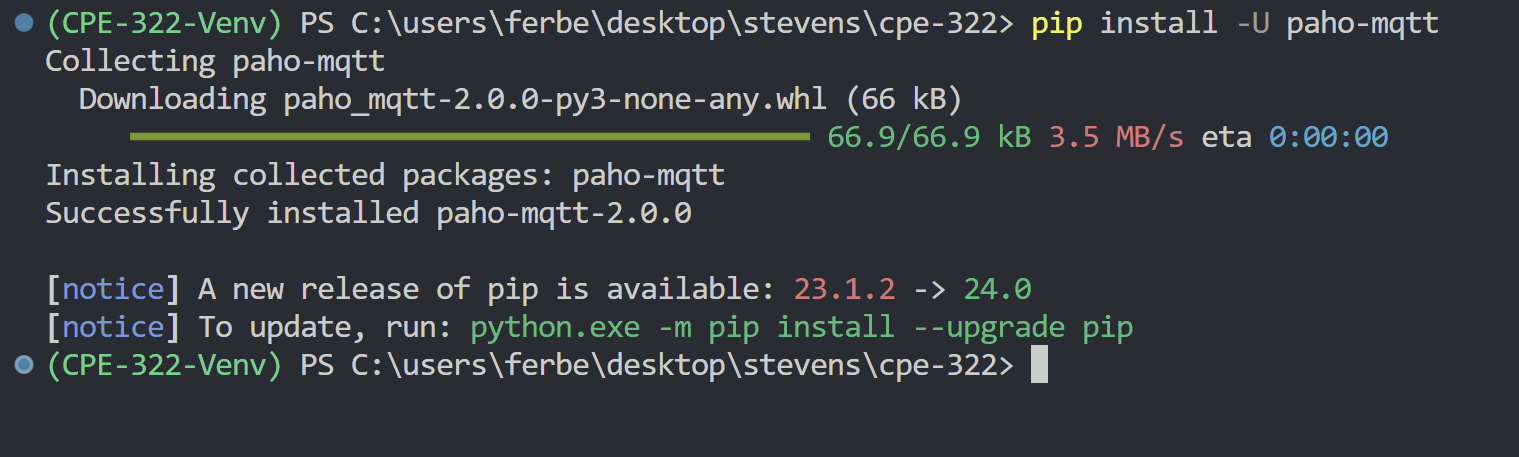 (CPE-322-Venv) PS C:\users\ferbe\desktop\stevens\cpe-322> pip install -U paho-mqtt
Collecting paho-mqtt
  Downloading paho_mqtt-2.0.0-py3-none-any.whl (66 kB)
66.9/66.9 kB 3.5 MB/s eta 0:00:00
Installing collected packages: paho-mqtt
Successfully installed paho-mqtt-2.0.0
[notice] A new release of pip is available: 23.1.2 -> 24.0
[notice] To update, run: python.exe -m pip install --upgrade pip
(CPE-322-Venv) PS C:\users\ferbe\desktop\stevens\cpe-322>